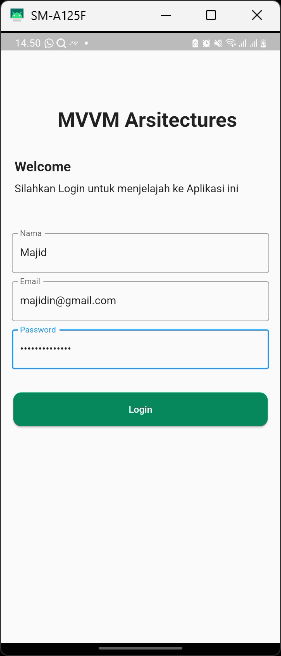 SM-A125F
14.50
MVVM Arsitectures
Welcome
Silahkan Login untuk menjelajah ke Aplikasi ini
Nama
Majid
Email
majidin@gmail.com
Password
••••••••••••••
Login